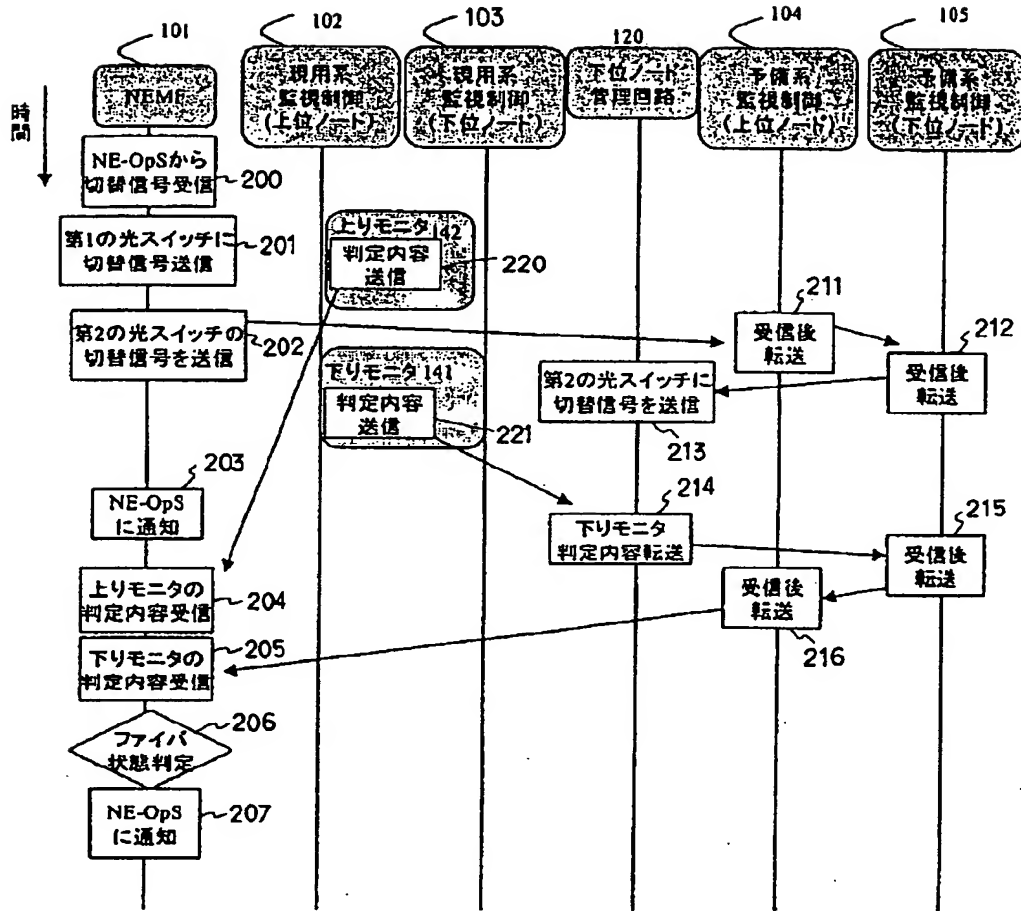 101
102
103
120
104
105
NEMF
現用系
監視制御
(上位ノード)
現用系
監視制御
(下位ノード)
下位ノード
管理回路
予備系
監視制御
(上位ノード)
予備系
監視制御
(下位ノード)
時間
NE-OpSから
切替信号受信
200
第1の光スイッチに
切替信号送信
201
上りモニタ 142
判定内容
送信
220
第2の光スイッチの
切替信号を送信
202
211
受信後
転送
212
受信後
転送
下りモニタ 141
判定内容
送信
221
第2の光スイッチに
切替信号を送信
213
203
NE-OpS
に通知
214
下りモニタ
判定内容転送
215
受信後
転送
上りモニタの
判定内容受信
204
受信後
転送
216
下りモニタの
判定内容受信
205
ファイバ
状態判定
206
NE-OpS
に通知
207